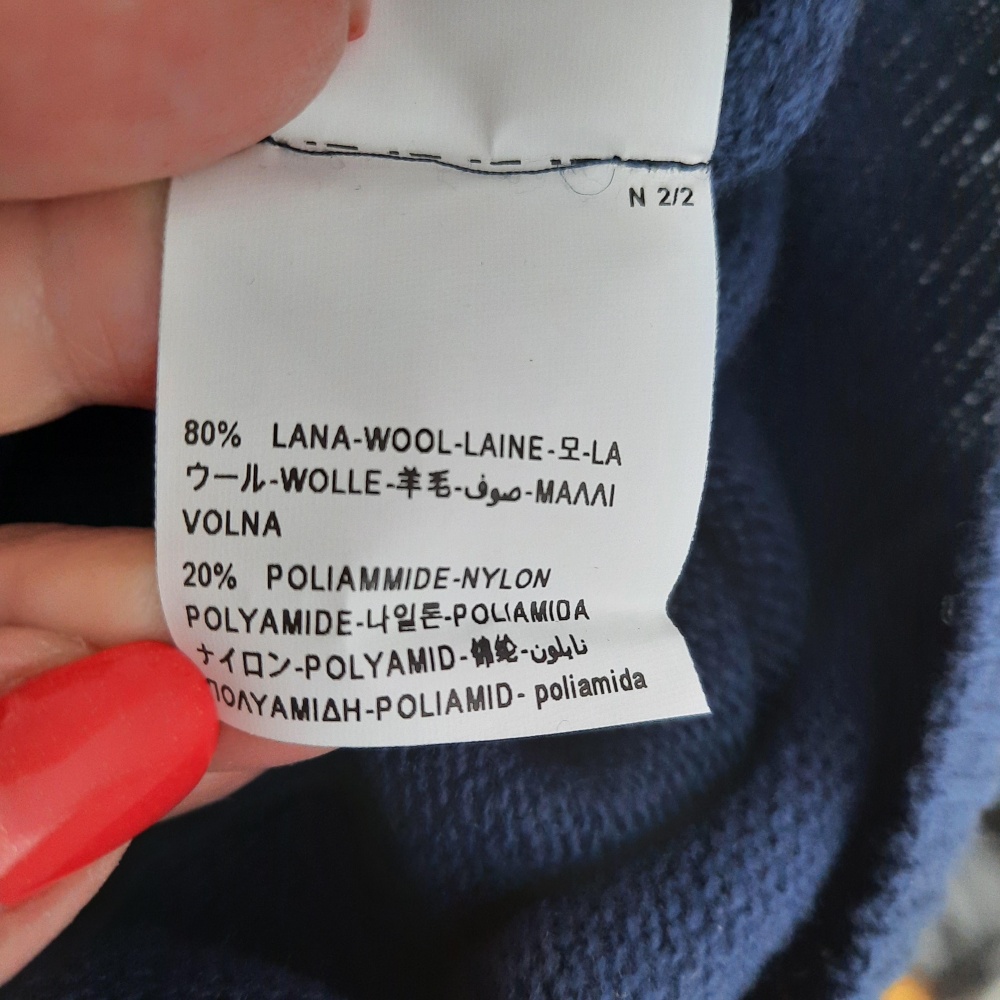 N 2/2
80% LANA-WOOL-LAINE-모-LA
ウール-WOLLE-羊毛-صوف-ΜΑΛΛΙ
VOLNA
20% POLIAMMIDE-NYLON
POLYAMIDE-나일론-POLIAMIDA
ナイロン-POLYAMID-锦纶-نايلون
ΠΟΛΥΑΜΙΔΗ-POLIAMID- poliamida